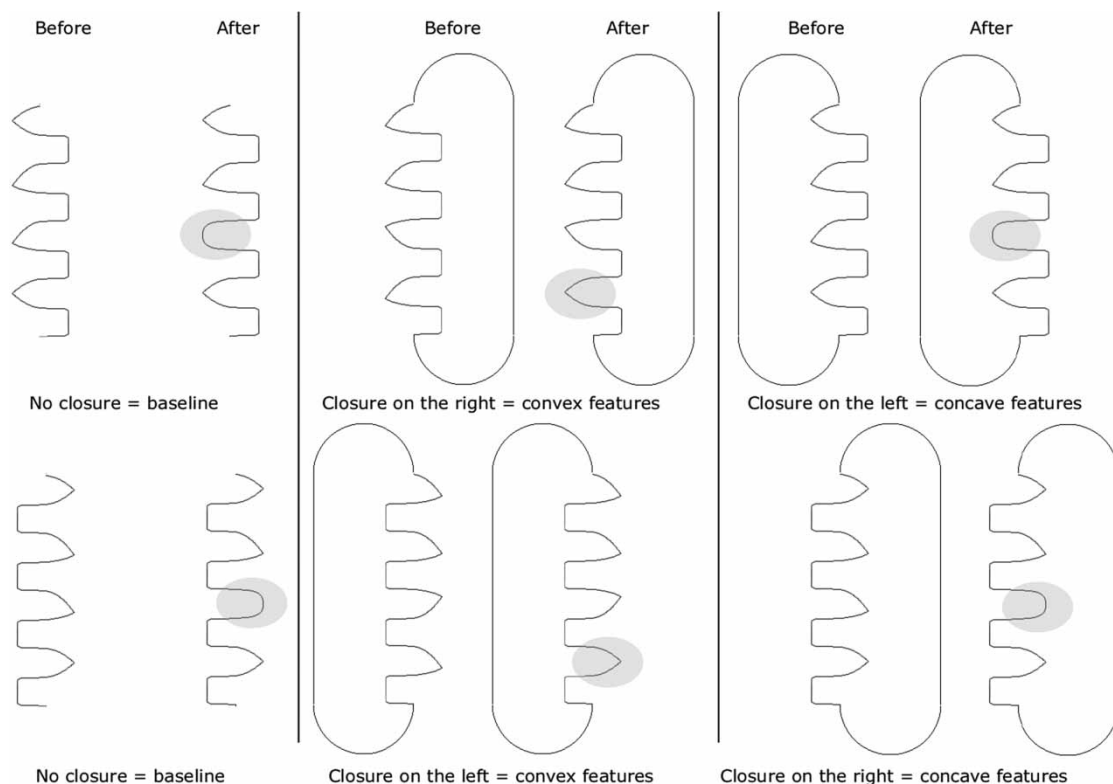 Before After Before After Before After
No closure = baseline Closure on the right = convex features Closure on the left = concave features
No closure = baseline Closure on the left = convex features Closure on the right = concave features